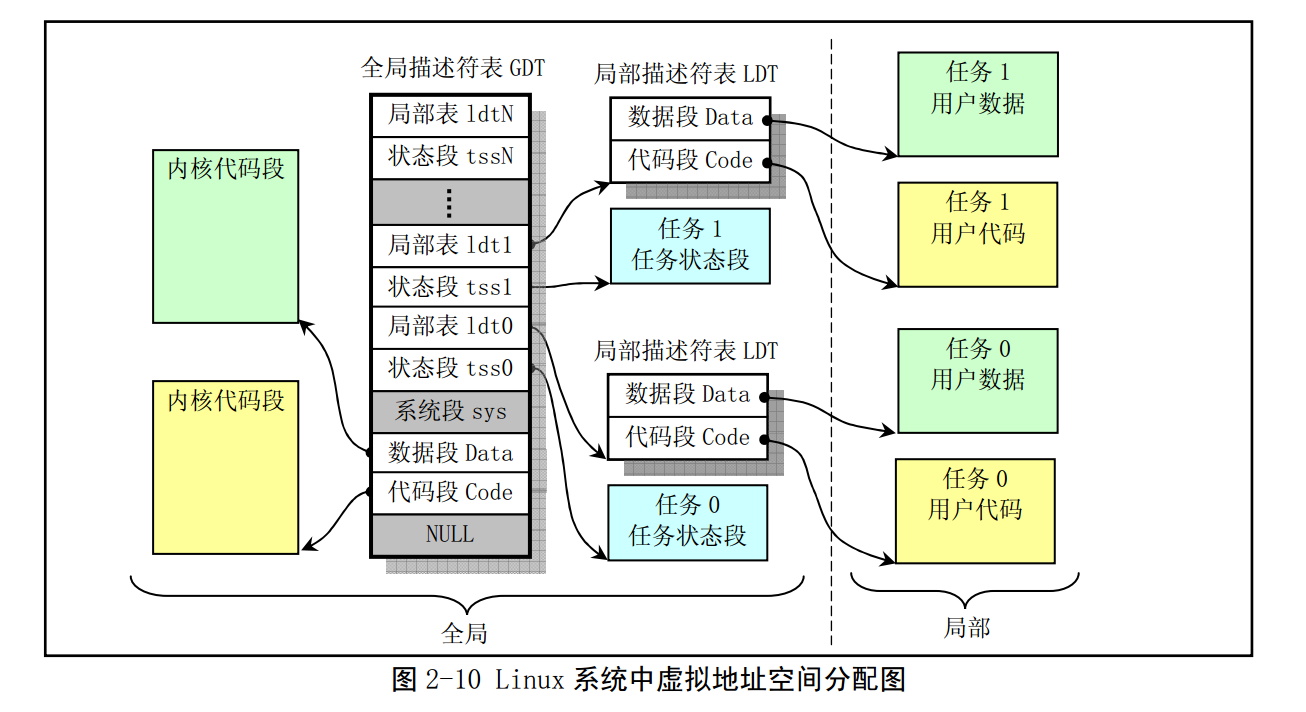 全局描述符表 GDT
局部表 ldtN
状态段 tssN
局部表 ldt1
状态段 tss1
局部表 ldt0
状态段 tss0
系统段 sys
数据段 Data
代码段 Code
NULL
内核代码段
内核代码段
局部描述符表 LDT
数据段 Data
代码段 Code
任务 1
任务状态段
局部描述符表 LDT
数据段 Data
代码段 Code
任务 0
任务状态段
任务 1
用户数据
任务 1
用户代码
任务 0
用户数据
任务 0
用户代码
全局
局部
图 2-10 Linux 系统中虚拟地址空间分配图